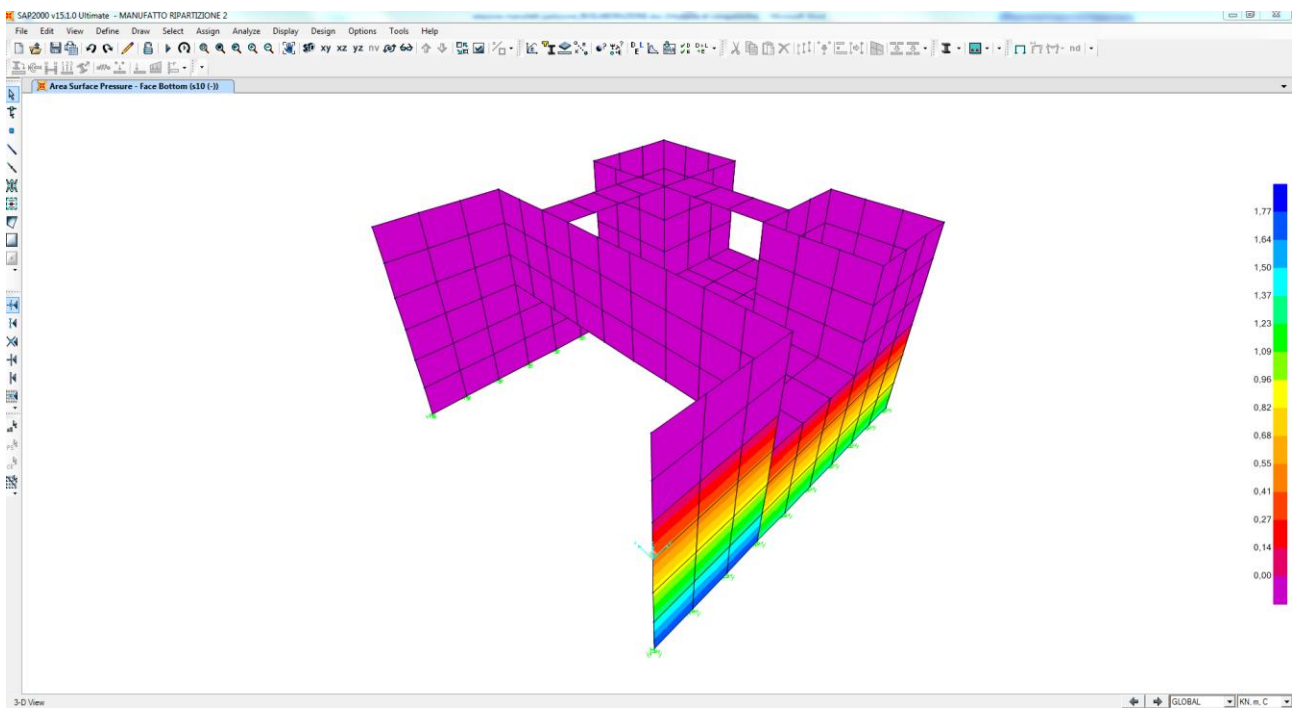 SAP2000 v15.1.0 Ultimate - MANUFATTO RIPARTIZIONE 2
File Edit View Define Draw Select Assign Analyze Display Design Options Tools Help
xy xz yz nv nd
Area Surface Pressure - Face Bottom (s10 (-))
1,77
1,64
1,50
1,37
1,23
1,09
0,96
0,82
0,68
0,55
0,41
0,27
0,14
0,00
3-D View GLOBAL KN, m, C